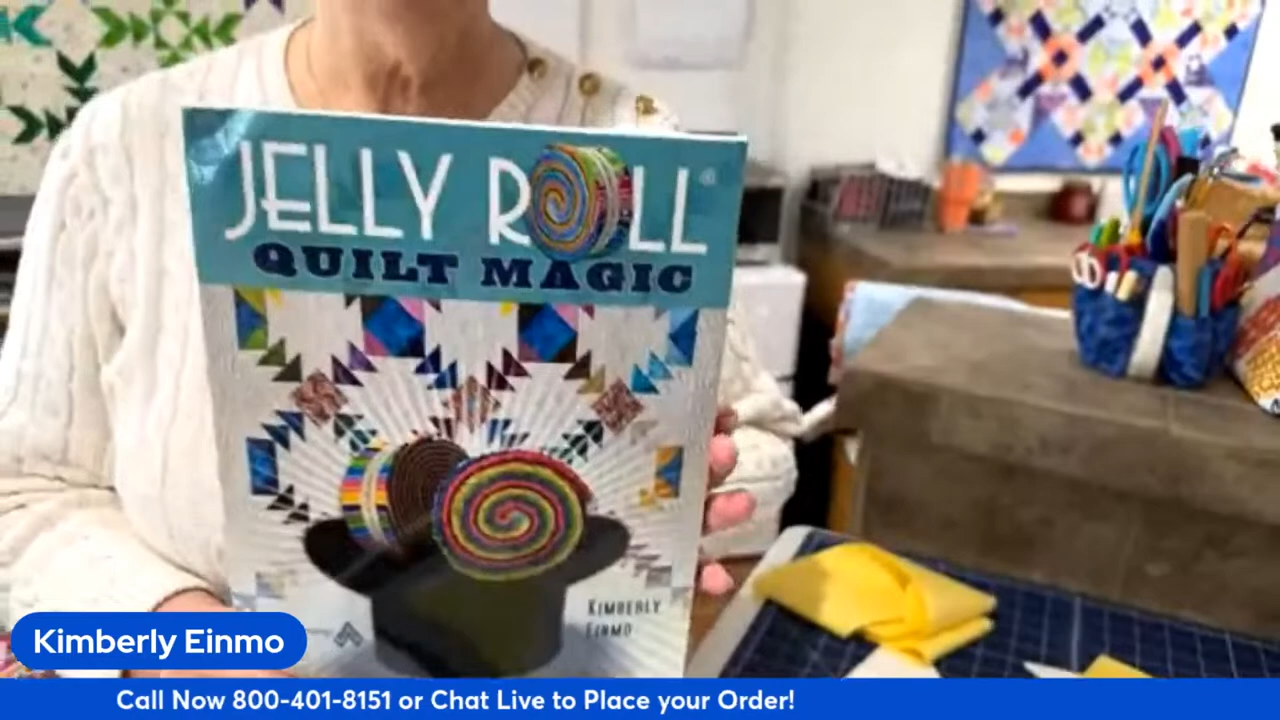 JELLY ROLL®
QUILT MAGIC
KIMBERLY
EINMO
Kimberly Einmo
Call Now 800-401-8151 or Chat Live to Place your Order!